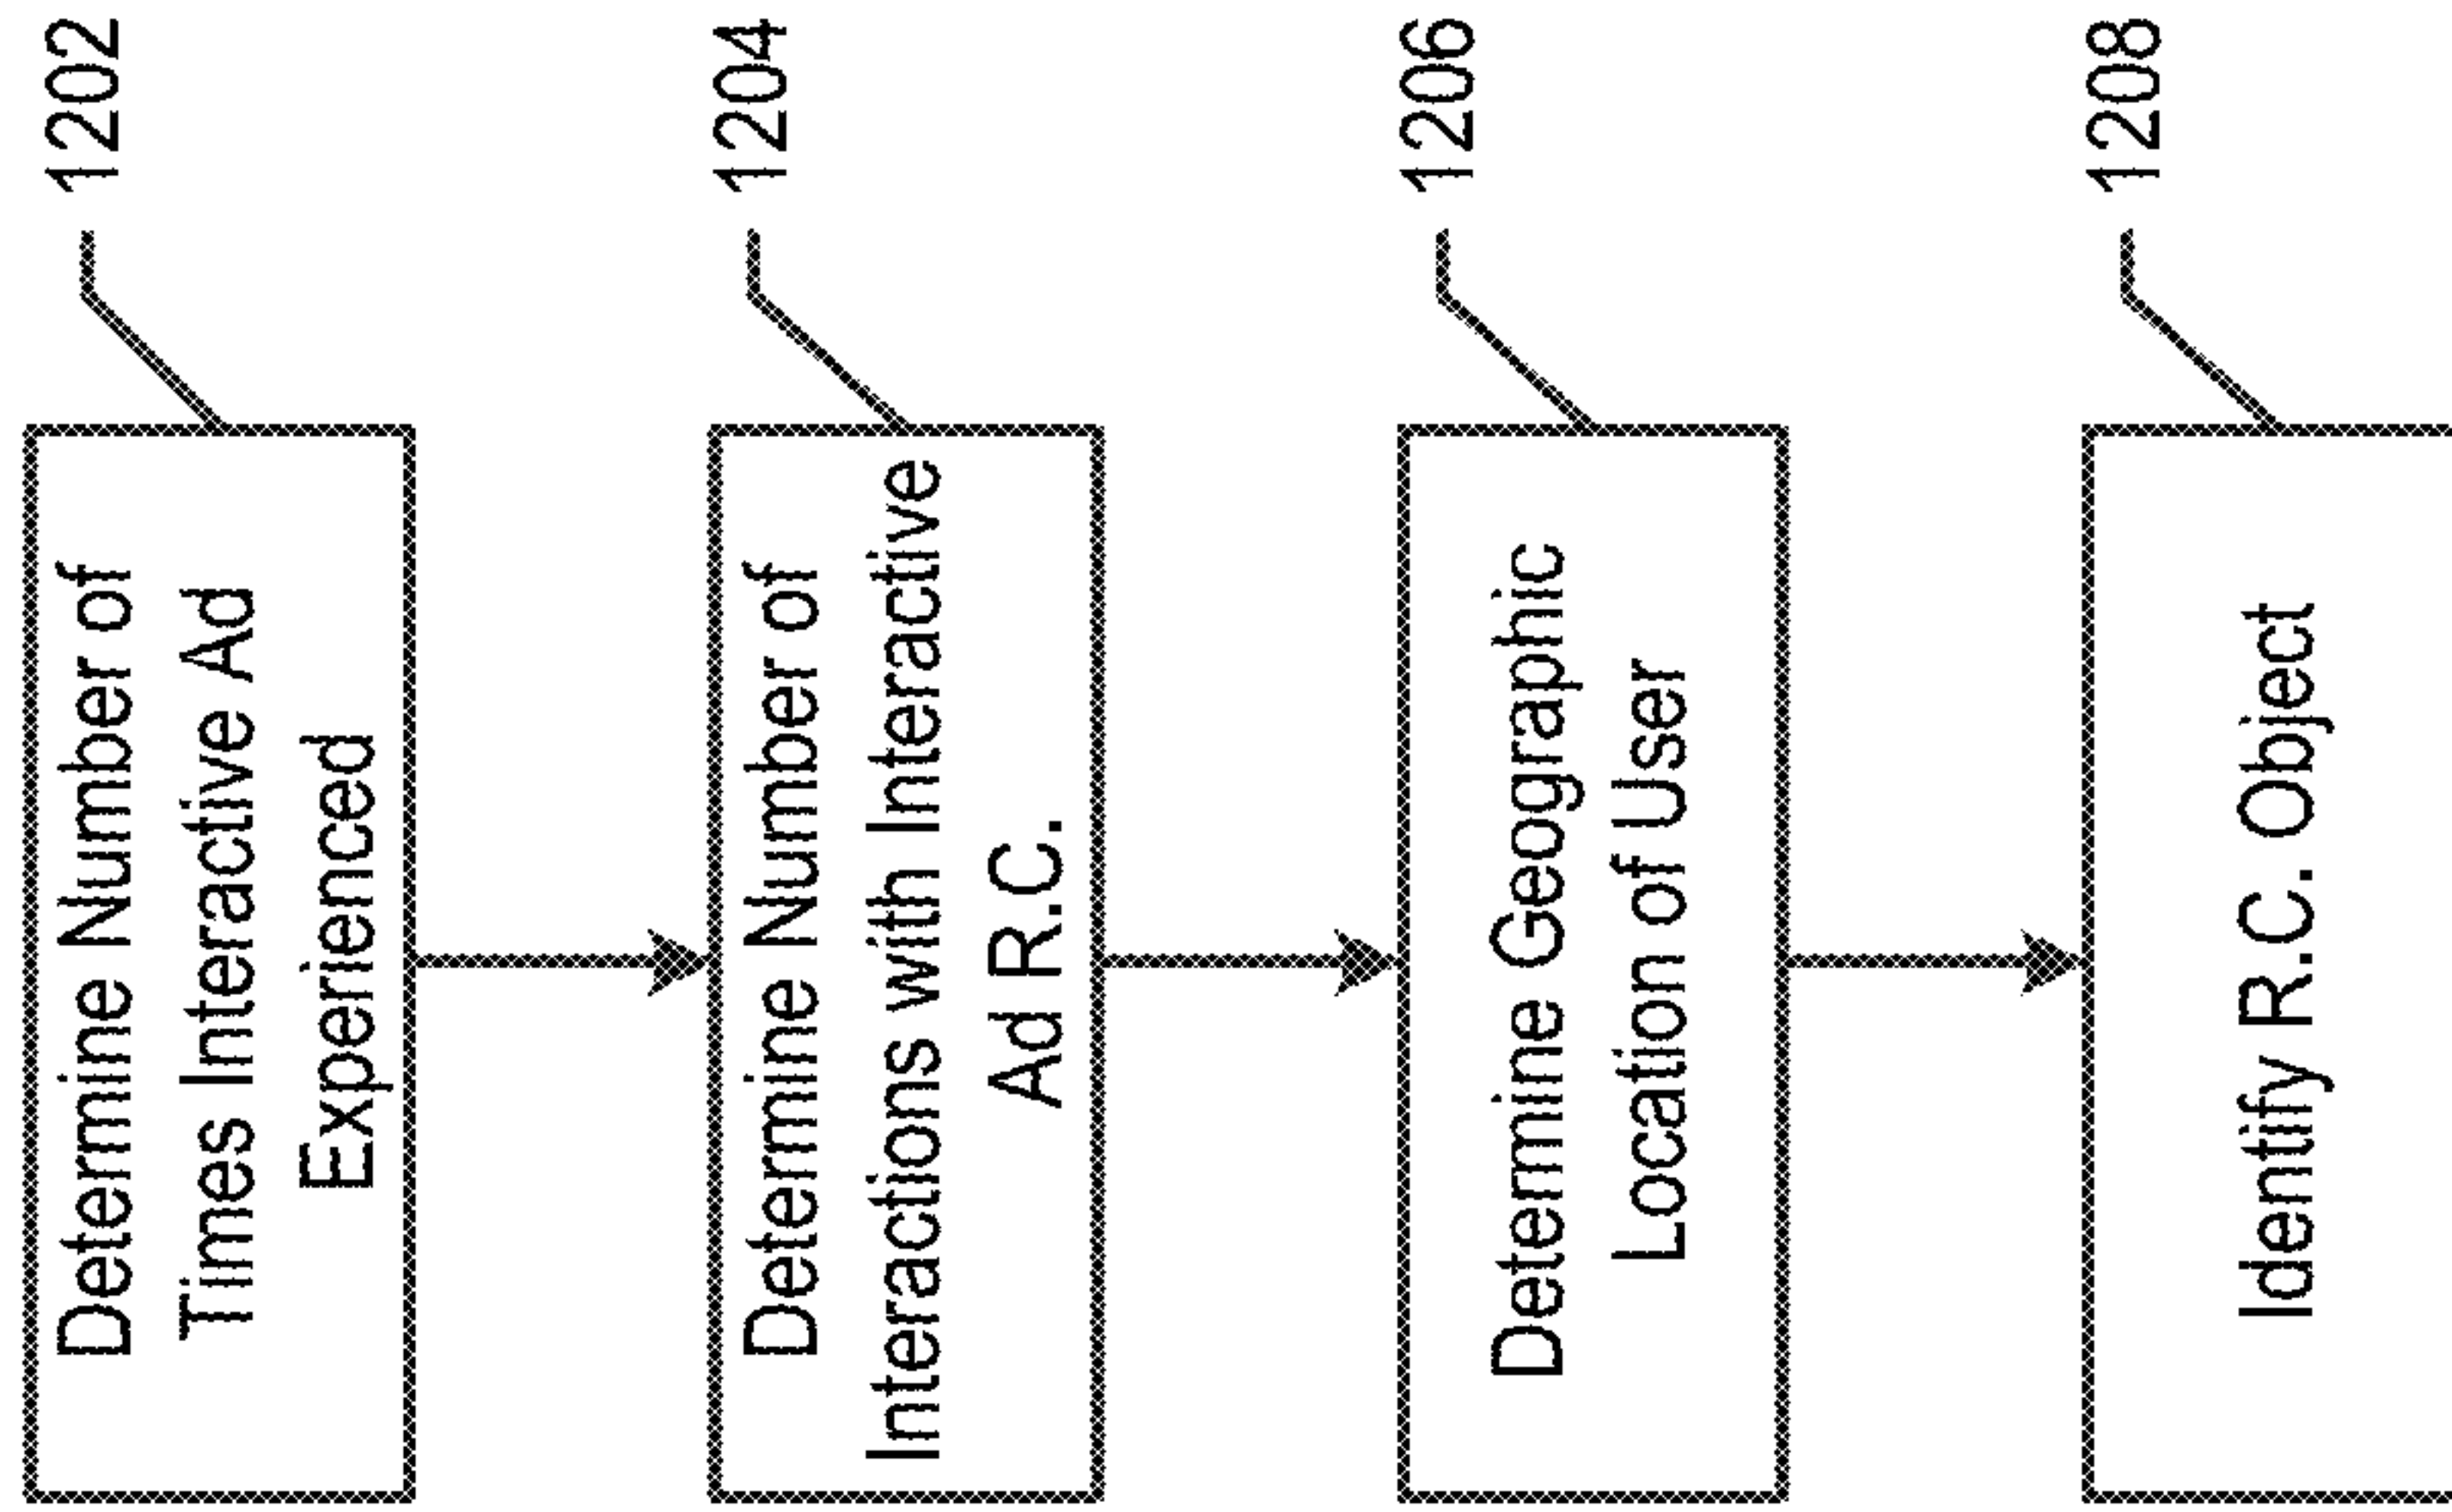 Determine Number of
Times Interactive Ad
Experienced
1202
Determine Number of
Interactions with Interactive
Ad R.C.
1204
Determine Geographic
Location of User
1206
Identify R.C. Object
1208